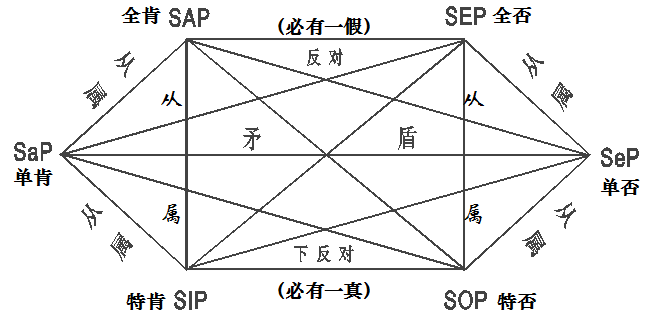 全肯 SAP (必有一假) SEP 全否
反对
从属 从属
从 从
SaP 矛盾 SeP
单肯 单否
从属 属 属 从属
下反对
特肯 SIP (必有一真) SOP 特否